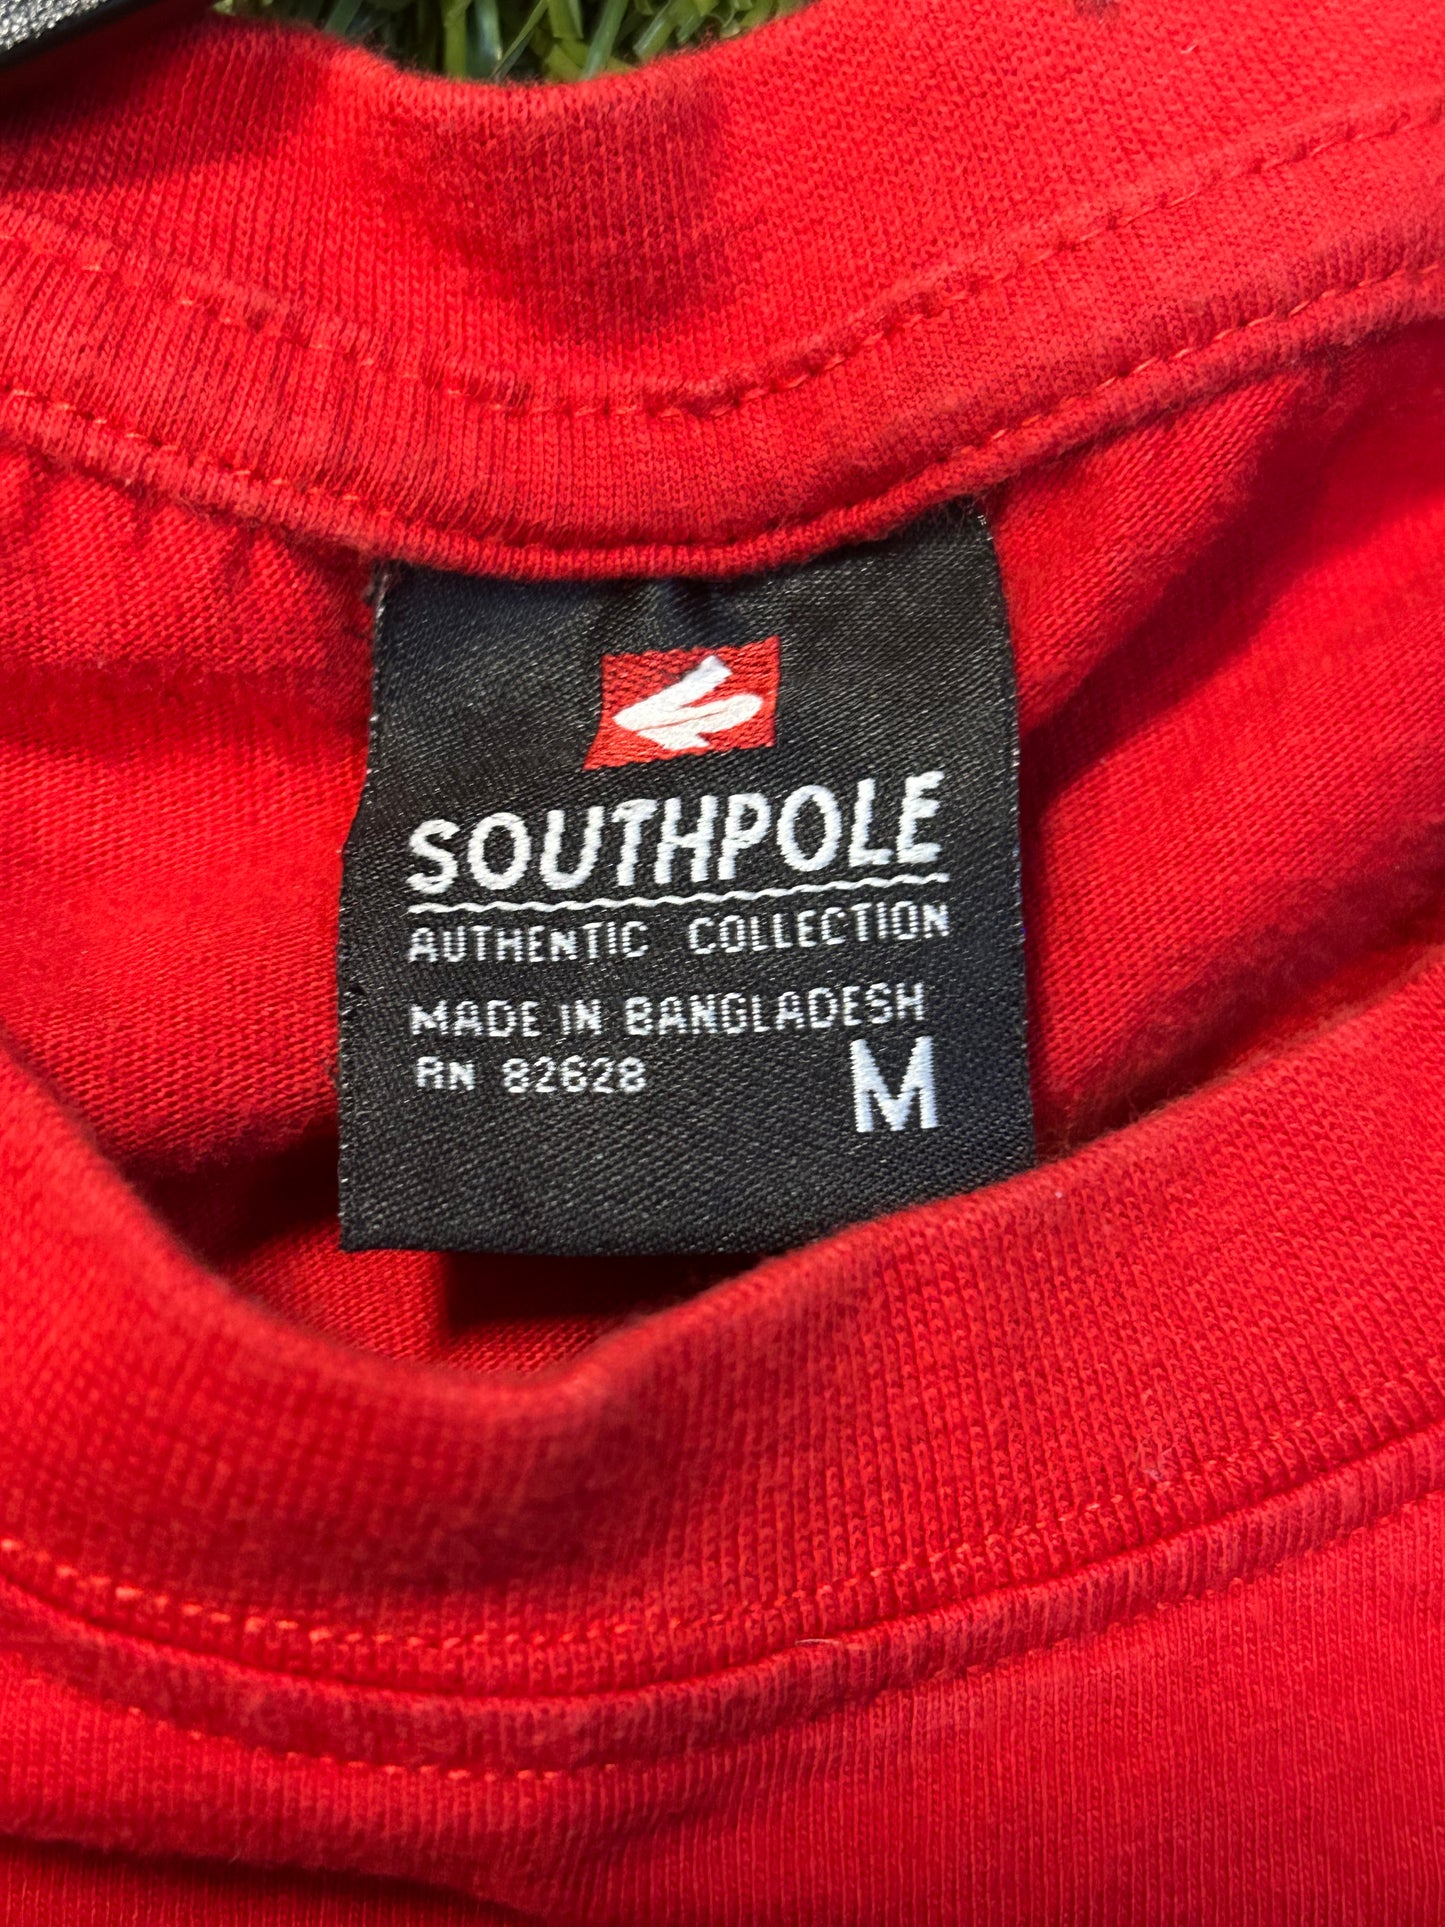 SOUTHPOLE
AUTHENTIC COLLECTION
MADE IN BANGLADESH
RN 82628
M